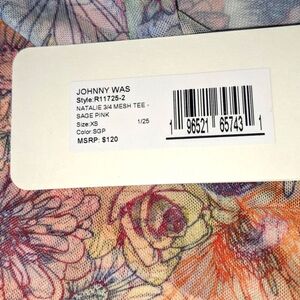 JOHNNY WAS
Style:R11725-2
NATALIE 3/4 MESH TEE -
SAGE PINK
Size:XS 1/25
Color:SGP
MSRP: $120
1 96521 65743 1